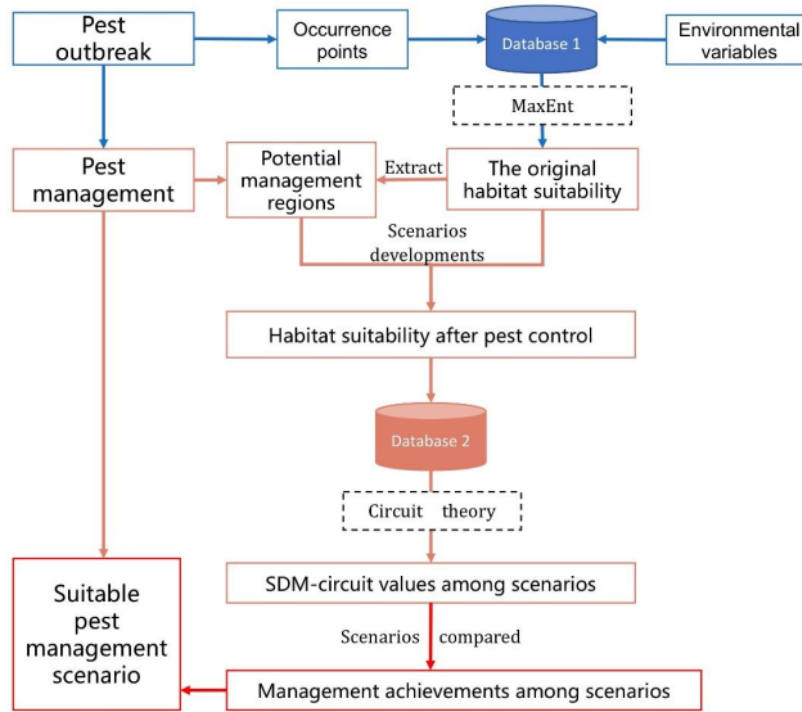 Pest
outbreak
Occurrence
points
Database 1
Environmental
variables
MaxEnt
Pest
management
Potential
management
regions
Extract
The original
habitat suitability
Scenarios
developments
Habitat suitability after pest control
Database 2
Circuit theory
SDM-circuit values among scenarios
Suitable
pest
management
scenario
Scenarios compared
Management achievements among scenarios